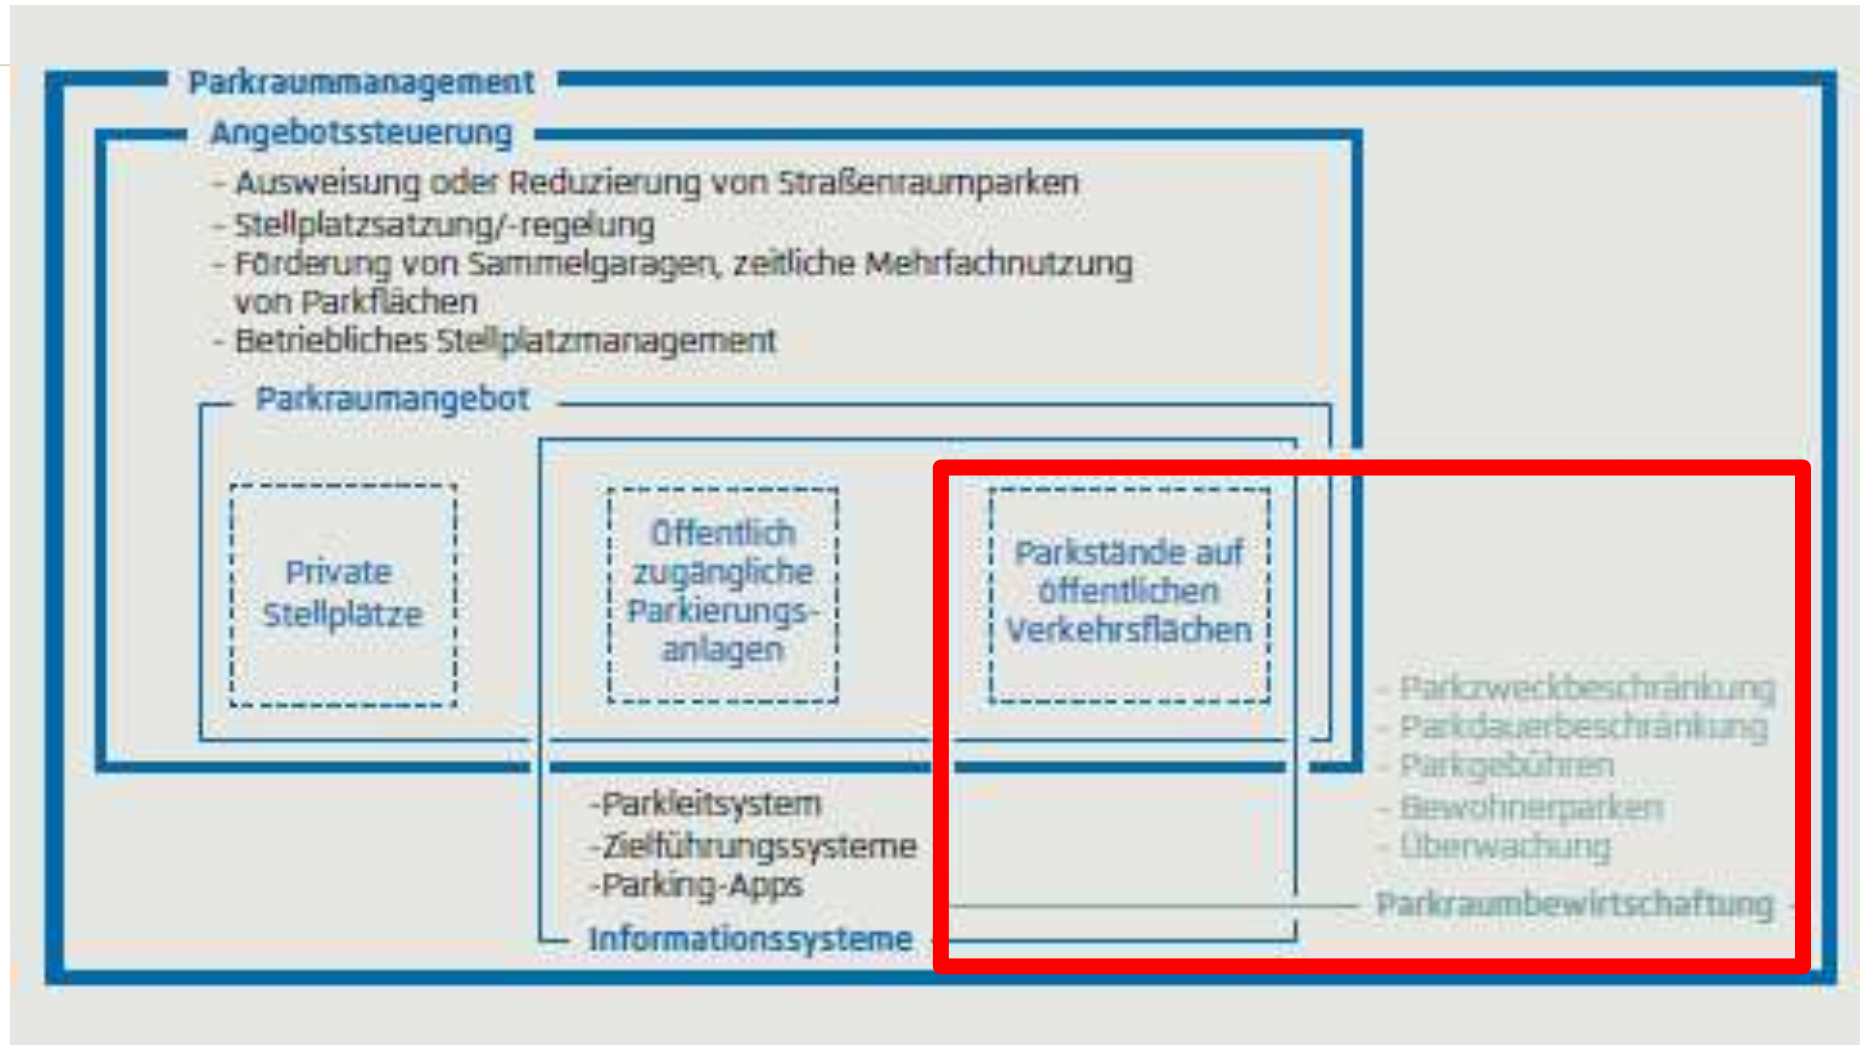 Parkraummanagement
Angebotssteuerung
- Ausweisung oder Reduzierung von Straßenraumparken
- Stellplatzsatzung/-regelung
- Förderung von Sammelgaragen, zeitliche Mehrfachnutzung
von Parkflächen
- Betriebliches Stellplatzmanagement
Parkraumangebot
Private
Stellplätze
Öffentlich
zugängliche
Parkierungs-
anlagen
Parkstände auf
öffentlichen
Verkehrsflächen
- Parkzweckbeschränkung
- Parkdauerbeschränkung
- Parkgebühren
- Bewohnerparken
- Überwachung
Parkraumbewirtschaftung
-Parkleitsystem
-Zielführungssysteme
-Parking-Apps
Informationssysteme